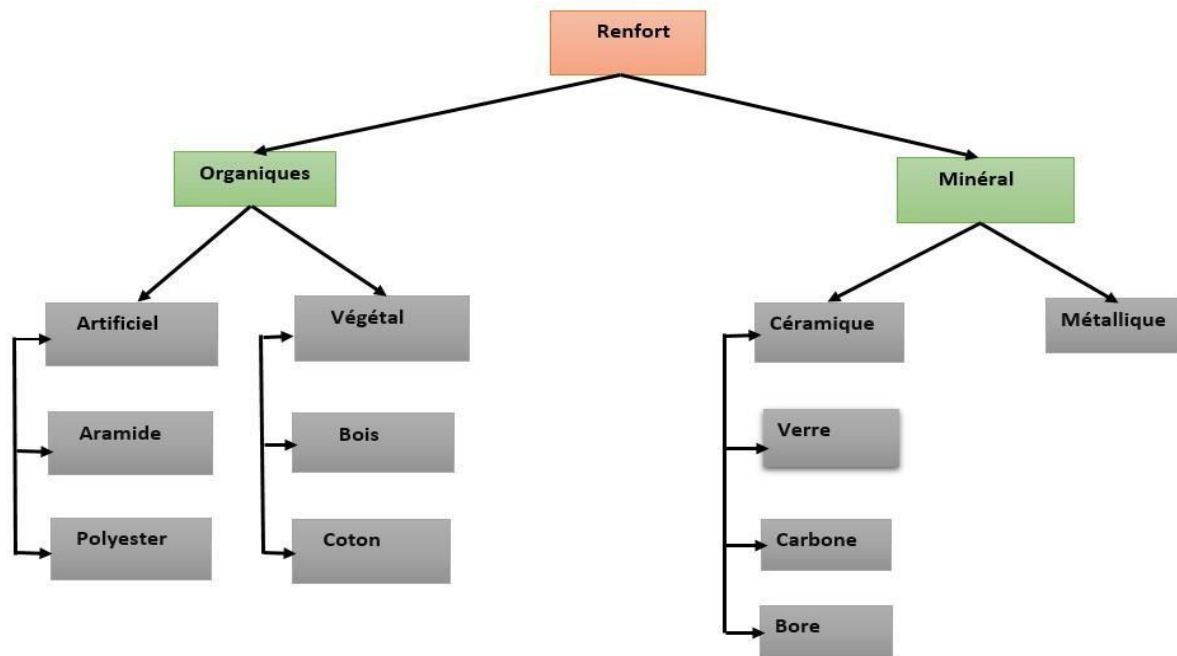 Renfort
Organiques
Minéral
Artificiel
Végétal
Céramique
Métallique
Aramide
Bois
Verre
Polyester
Coton
Carbone
Bore